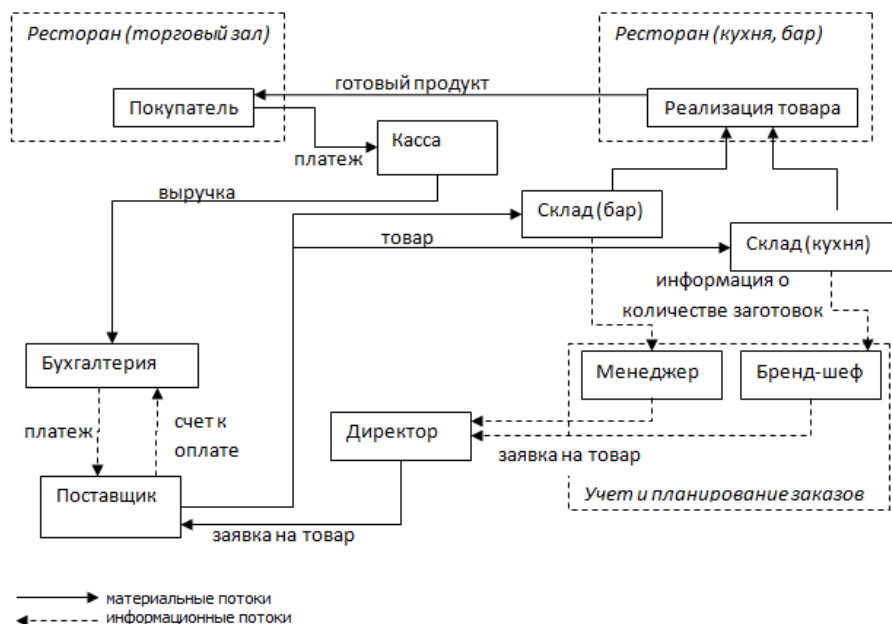 Ресторан (торговый зал)
Ресторан (кухня, бар)
готовый продукт
Покупатель
Реализация товара
Касса
платеж
выручка
Склад (бар)
товар
Склад (кухня)
информация о
количестве заготовок
Бухгалтерия
Менеджер
Бренд-шеф
платеж
счет к
оплате
Директор
заявка на товар
Поставщик
Учет и планирование заказов
заявка на товар
материальные потоки
информационные потоки